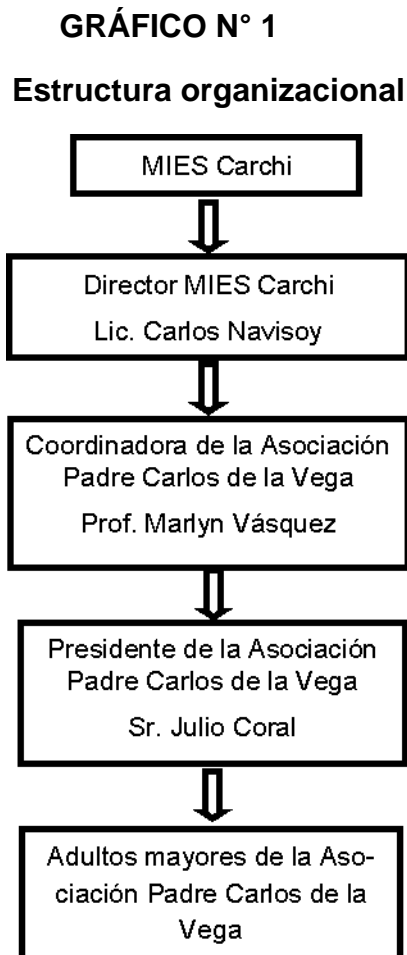 GRÁFICO N° 1
Estructura organizacional
MIES Carchi
Director MIES Carchi
Lic. Carlos Navisoy
Coordinadora de la Asociación
Padre Carlos de la Vega
Prof. Marlyn Vásquez
Presidente de la Asociación
Padre Carlos de la Vega
Sr. Julio Coral
Adultos mayores de la Aso-
ciación Padre Carlos de la
Vega